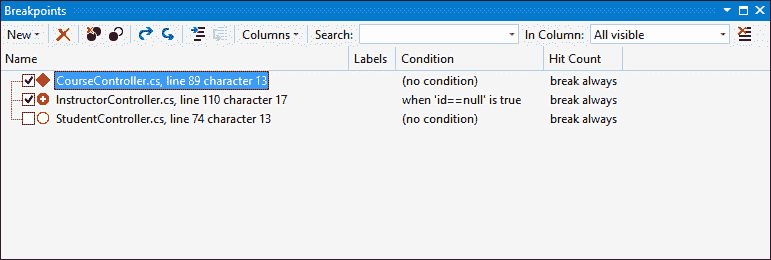 Breakpoints
New Columns Search: In Column: All visible
Name Labels Condition Hit Count
CourseController.cs, line 89 character 13 (no condition) break always
InstructorController.cs, line 110 character 17 when 'id==null' is true break always
StudentController.cs, line 74 character 13 (no condition) break always